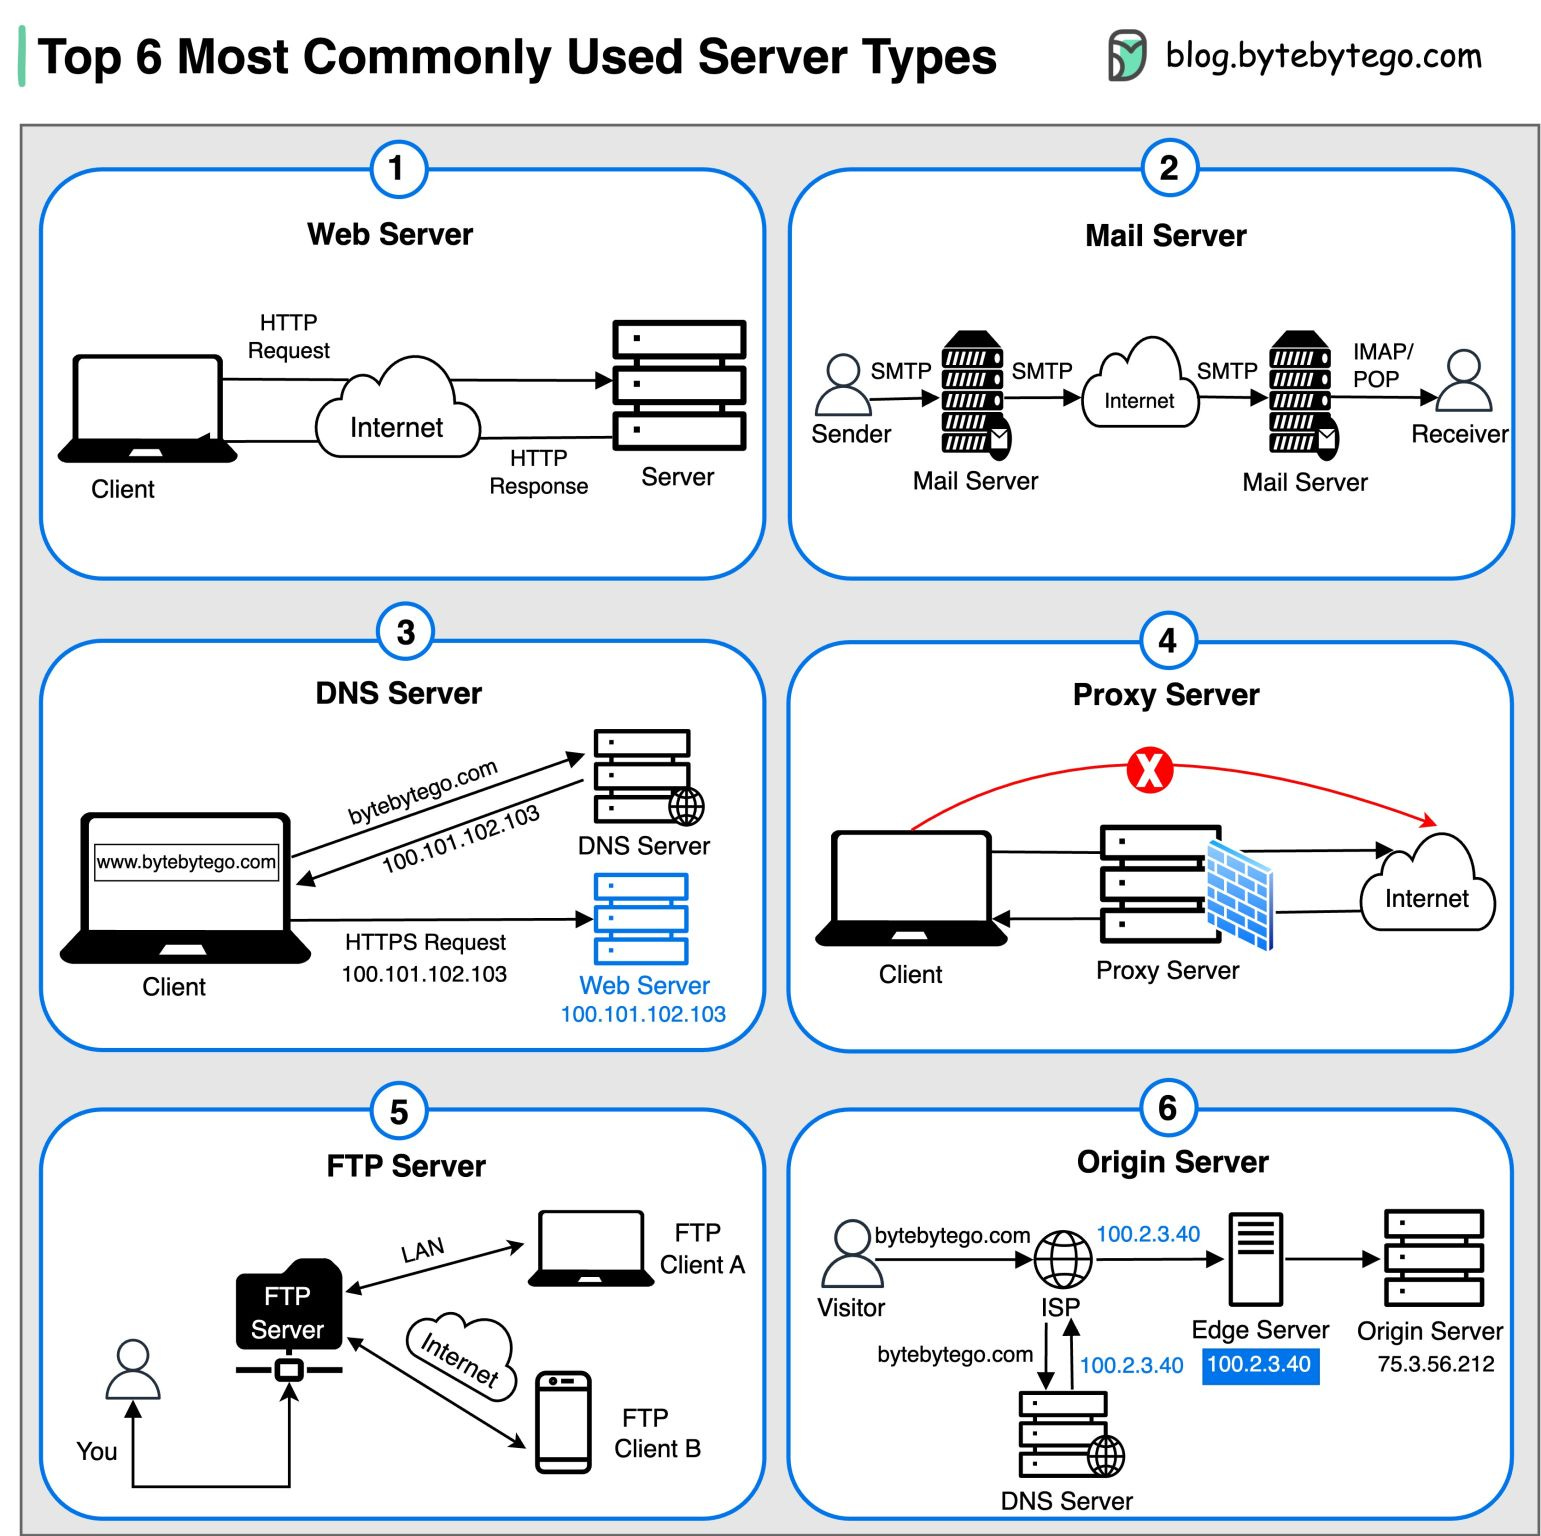 Top 6 Most Commonly Used Server Types
blog.bytebytego.com
1
Web Server
HTTP
Request
Internet
HTTP
Response
Client
Server
2
Mail Server
SMTP
SMTP
SMTP
IMAP/
POP
Internet
Sender
Mail Server
Mail Server
Receiver
3
DNS Server
bytebytego.com
100.101.102.103
www.bytebytego.com
DNS Server
HTTPS Request
100.101.102.103
Client
Web Server
100.101.102.103
4
Proxy Server
X
Internet
Client
Proxy Server
5
FTP Server
LAN
FTP
Client A
FTP
Server
Internet
You
FTP
Client B
6
Origin Server
bytebytego.com
100.2.3.40
Visitor
ISP
Edge Server
100.2.3.40
Origin Server
75.3.56.212
bytebytego.com
100.2.3.40
DNS Server